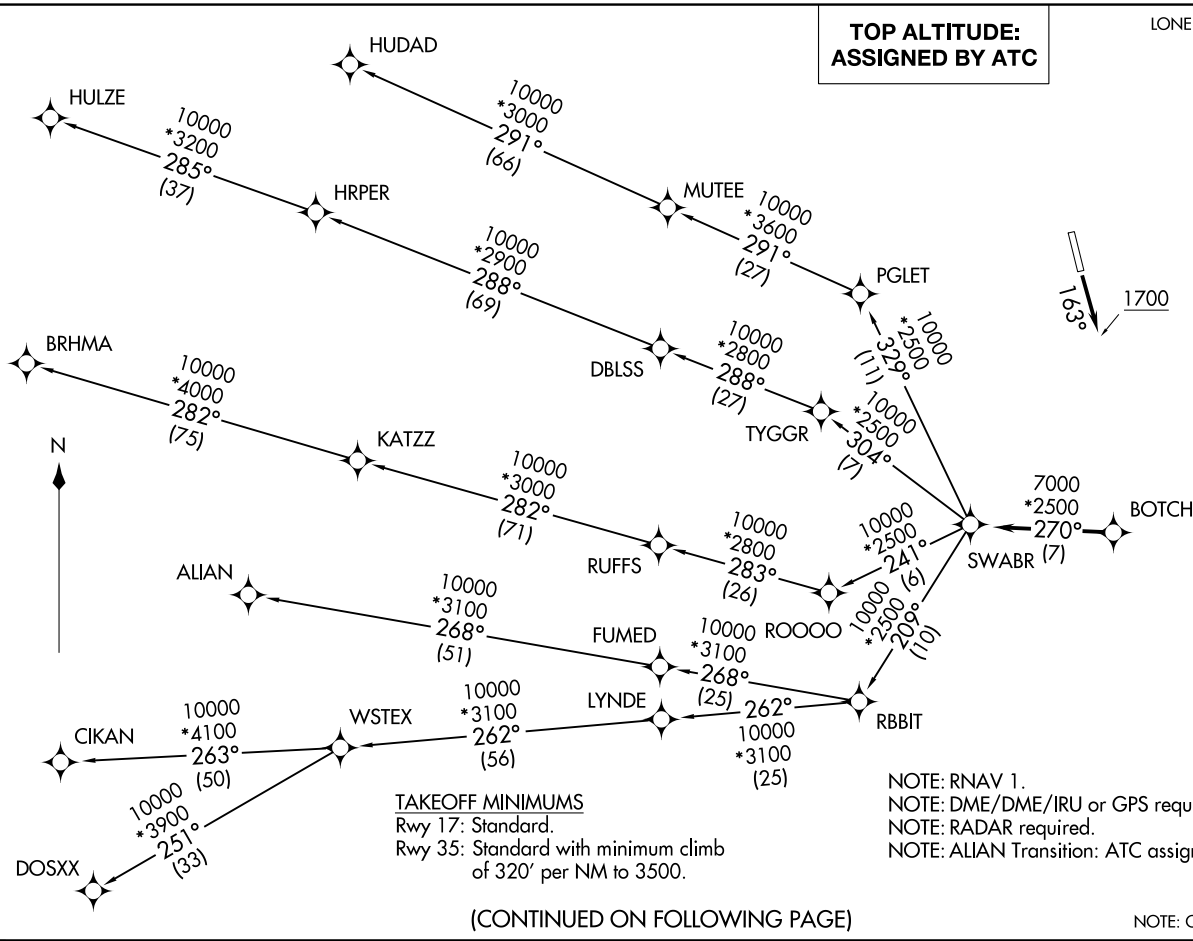 TOP ALTITUDE:
ASSIGNED BY ATC
LONE
HUDAD
10000
*3000
291°
(66)
HULZE
10000
*3200
285°
(37)
HRPER
MUTEE
10000
*3600
291°
(27)
PGLET
10000
*2900
288°
(69)
163°
1700
10000
*2500
329°
(11)
BRHMA
10000
*4000
282°
(75)
DBLSS
10000
*2800
288°
(27)
TYGGR
10000
*2500
304°
(7)
N
KATZZ
10000
*3000
282°
(71)
7000
*2500
270°
(7)
BOTCH
SWABR
RUFFS
10000
*2800
283°
(26)
10000
*2500
241°
(6)
ROOOO
10000
*2500
209°
(10)
ALIAN
10000
*3100
268°
(51)
FUMED
10000
*3100
268°
(25)
RBBIT
LYNDE
262°
10000
*3100
(25)
WSTEX
10000
*3100
262°
(56)
CIKAN
10000
*4100
263°
(50)
10000
*3900
251°
(33)
DOSXX
TAKEOFF MINIMUMS
Rwy 17: Standard.
Rwy 35: Standard with minimum climb
of 320' per NM to 3500.
NOTE: RNAV 1.
NOTE: DME/DME/IRU or GPS requ
NOTE: RADAR required.
NOTE: ALIAN Transition: ATC assign
(CONTINUED ON FOLLOWING PAGE)
NOTE: C